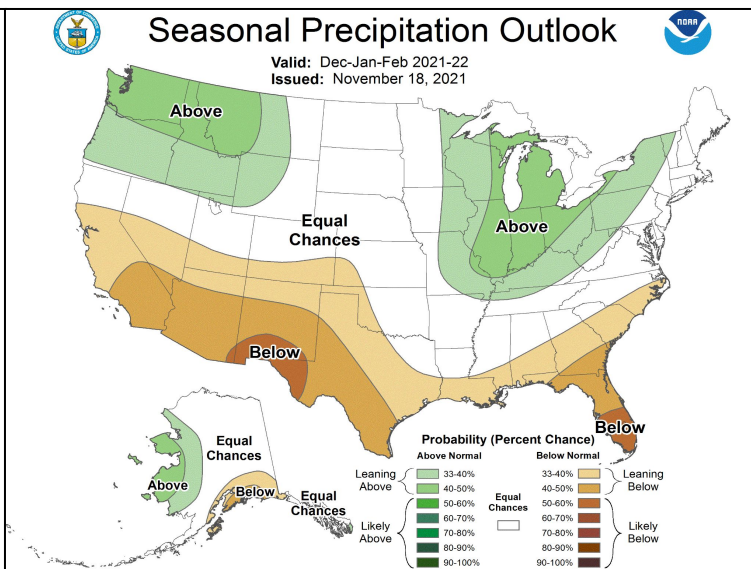 Seasonal Precipitation Outlook
NOAA
Valid: Dec-Jan-Feb 2021-22
Issued: November 18, 2021
Above
Equal
Chances
Above
Below
Below
Equal
Chances
Above
Below
Equal
Chances
Probability (Percent Chance)
Above Normal
Below Normal
Leaning
Above
33-40%
40-50%
Likely
Above
50-60%
60-70%
70-80%
80-90%
90-100%
Equal
Chances
33-40%
40-50%
Leaning
Below
50-60%
60-70%
70-80%
80-90%
90-100%
Likely
Below